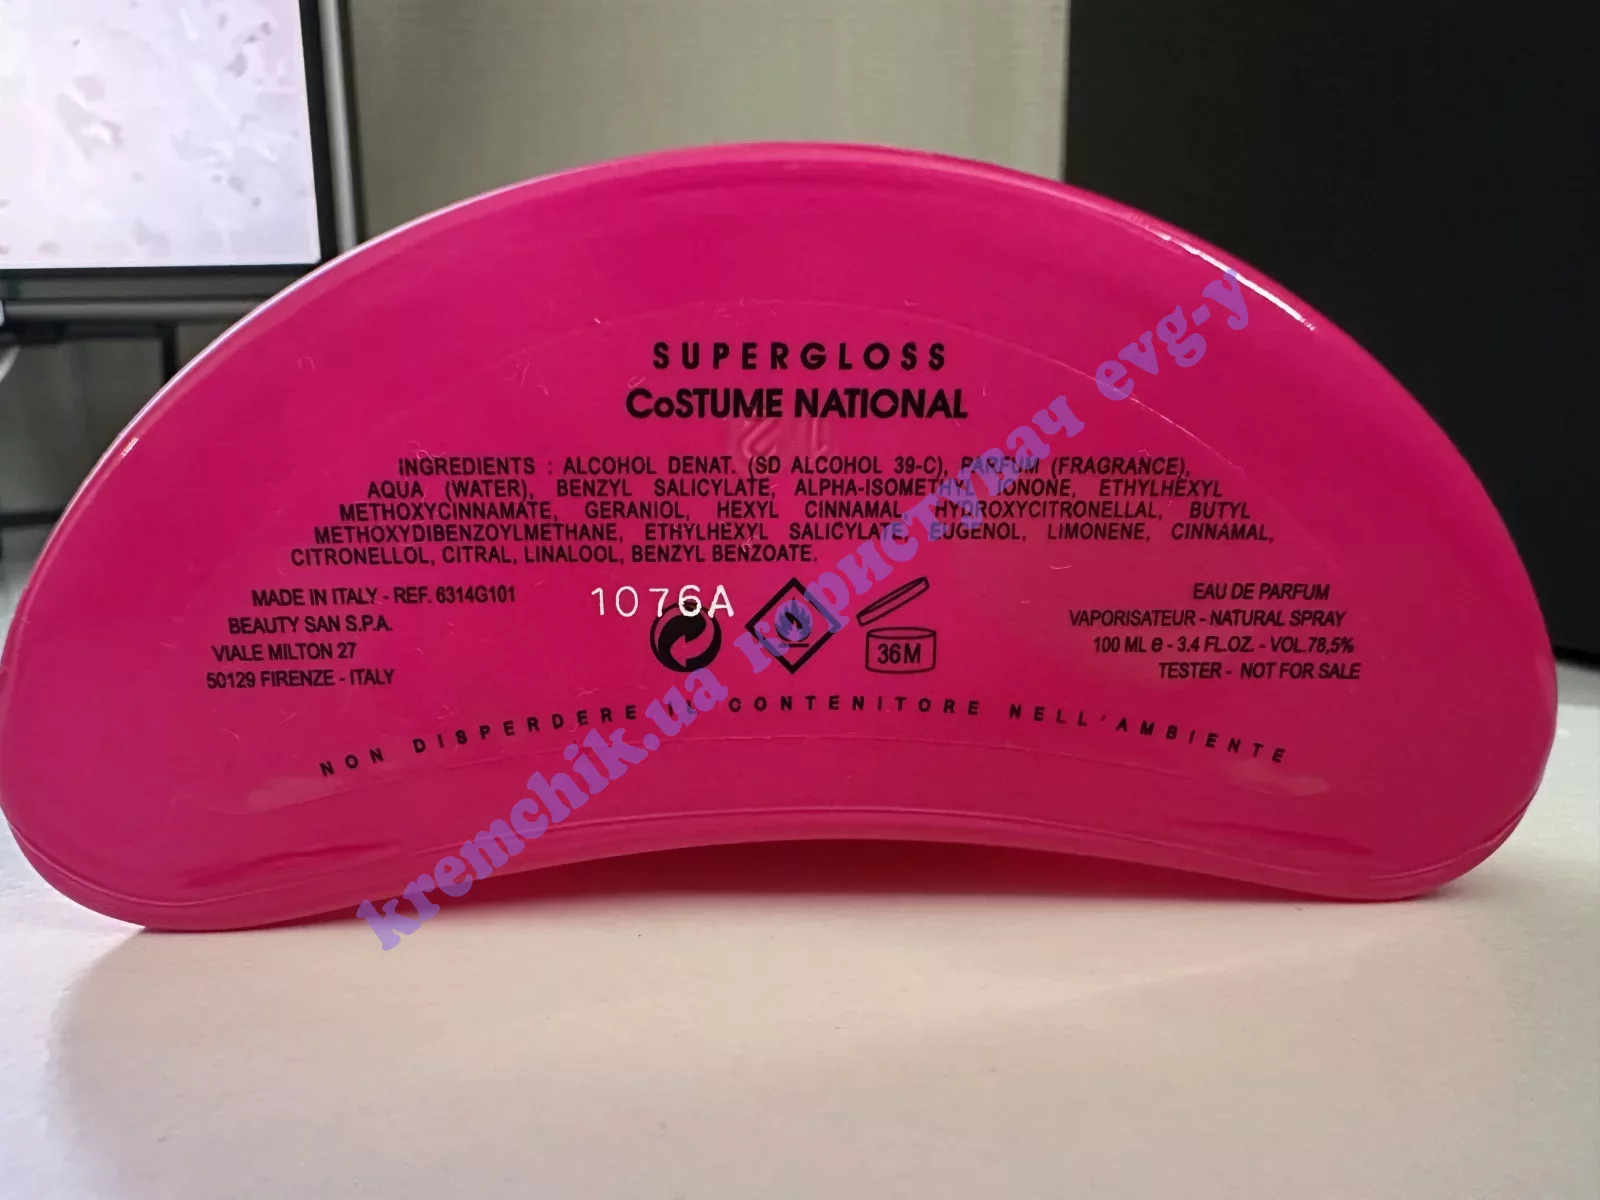 SUPERGLOSS
CoSTUME NATIONAL
INGREDIENTS : ALCOHOL DENAT. (SD ALCOHOL 39-C), PARFUM (FRAGRANCE),
AQUA (WATER), BENZYL SALICYLATE, ALPHA-ISOMETHYL IONONE, ETHYLHEXYL
METHOXYCINNAMATE, GERANIOL, HEXYL CINNAMAL, HYDROXYCITRONELLAL, BUTYL
METHOXYDIBENZOYLMETHANE, ETHYLHEXYL SALICYLATE, EUGENOL, LIMONENE, CINNAMAL,
CITRONELLOL, CITRAL, LINALOOL, BENZYL BENZOATE.
MADE IN ITALY - REF. 6314G101
BEAUTY SAN S.P.A.
VIALE MILTON 27
50129 FIRENZE - ITALY
1076A
36M
EAU DE PARFUM
VAPORISATEUR - NATURAL SPRAY
100 ML e - 3.4 FL.OZ. - VOL.78,5%
TESTER - NOT FOR SALE
NON DISPERDERE IL CONTENITORE NELL'AMBIENTE
kremchik.ua користувач evg-y